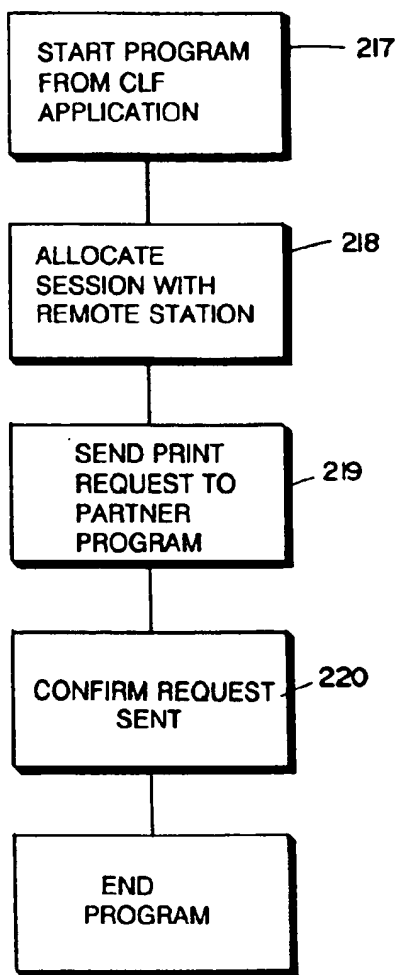 START PROGRAM
FROM CLF
APPLICATION
217
ALLOCATE
SESSION WITH
REMOTE STATION
218
SEND PRINT
REQUEST TO
PARTNER
PROGRAM
219
CONFIRM REQUEST
SENT
220
END
PROGRAM